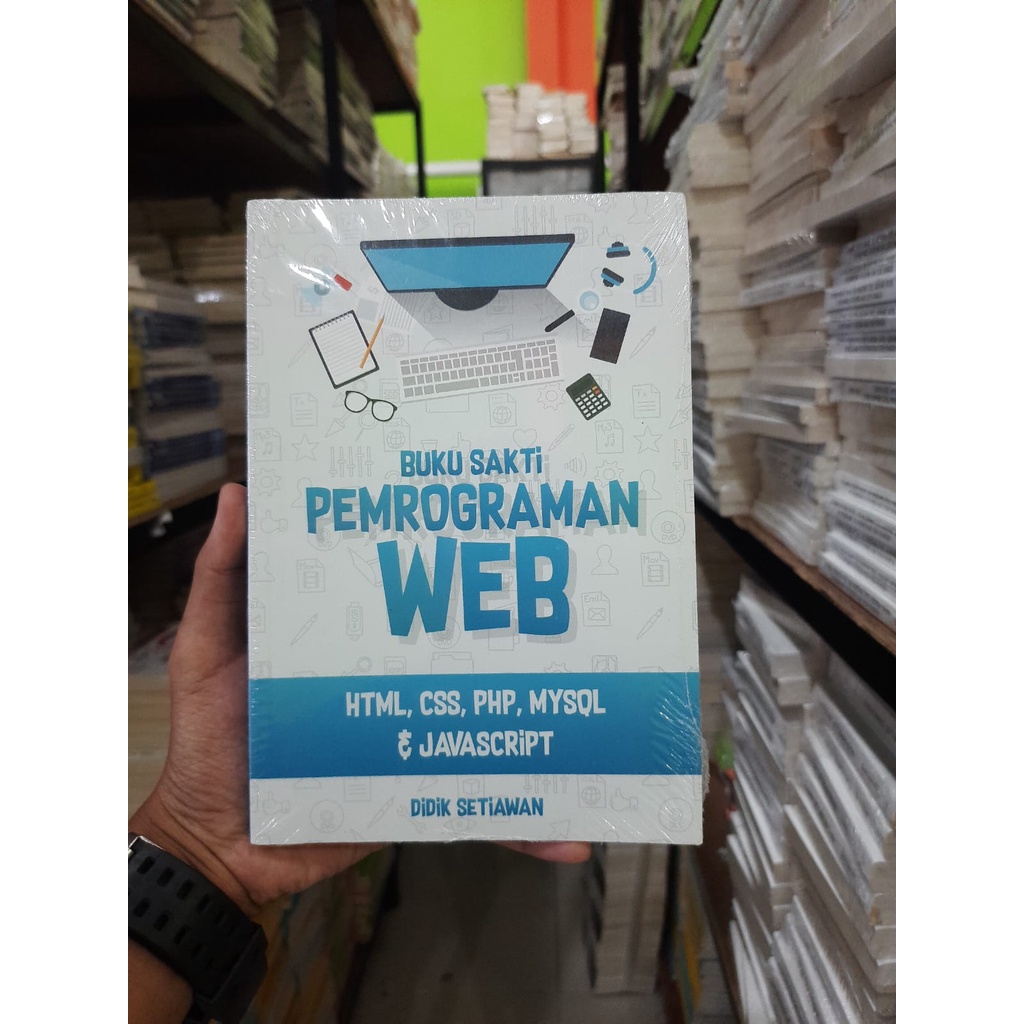 BUKU SAKTi
PEMROGRAMAN
WEB
HTML, CSS, PHP, MYSQL
& JAVASCRiPT
DiDiK SETiAWAN